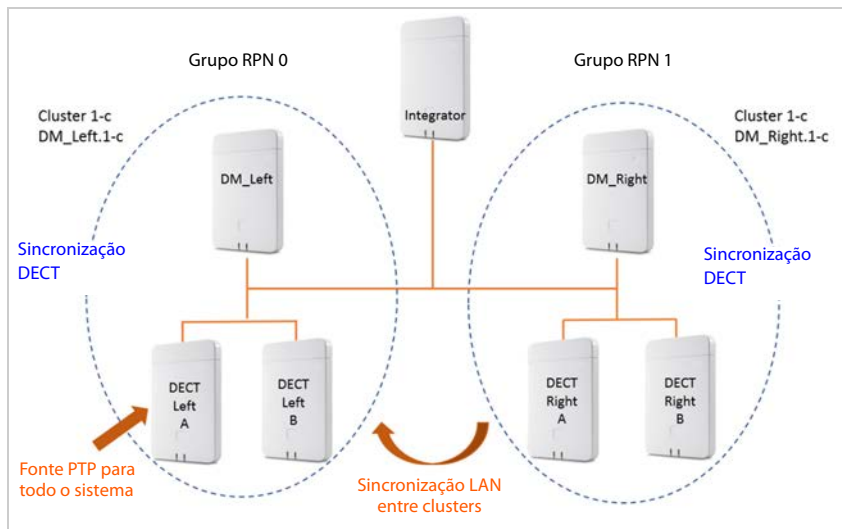 Grupo RPN 0
Grupo RPN 1
Integrator
Cluster 1-c
DM_Left.1-c
Cluster 1-c
DM_Right.1-c
DM_Left
DM_Right
Sincronização
DECT
Sincronização
DECT
DECT
Left
A
DECT
Left
B
DECT
Right
A
DECT
Right
B
Fonte PTP para
todo o sistema
Sincronização LAN
entre clusters